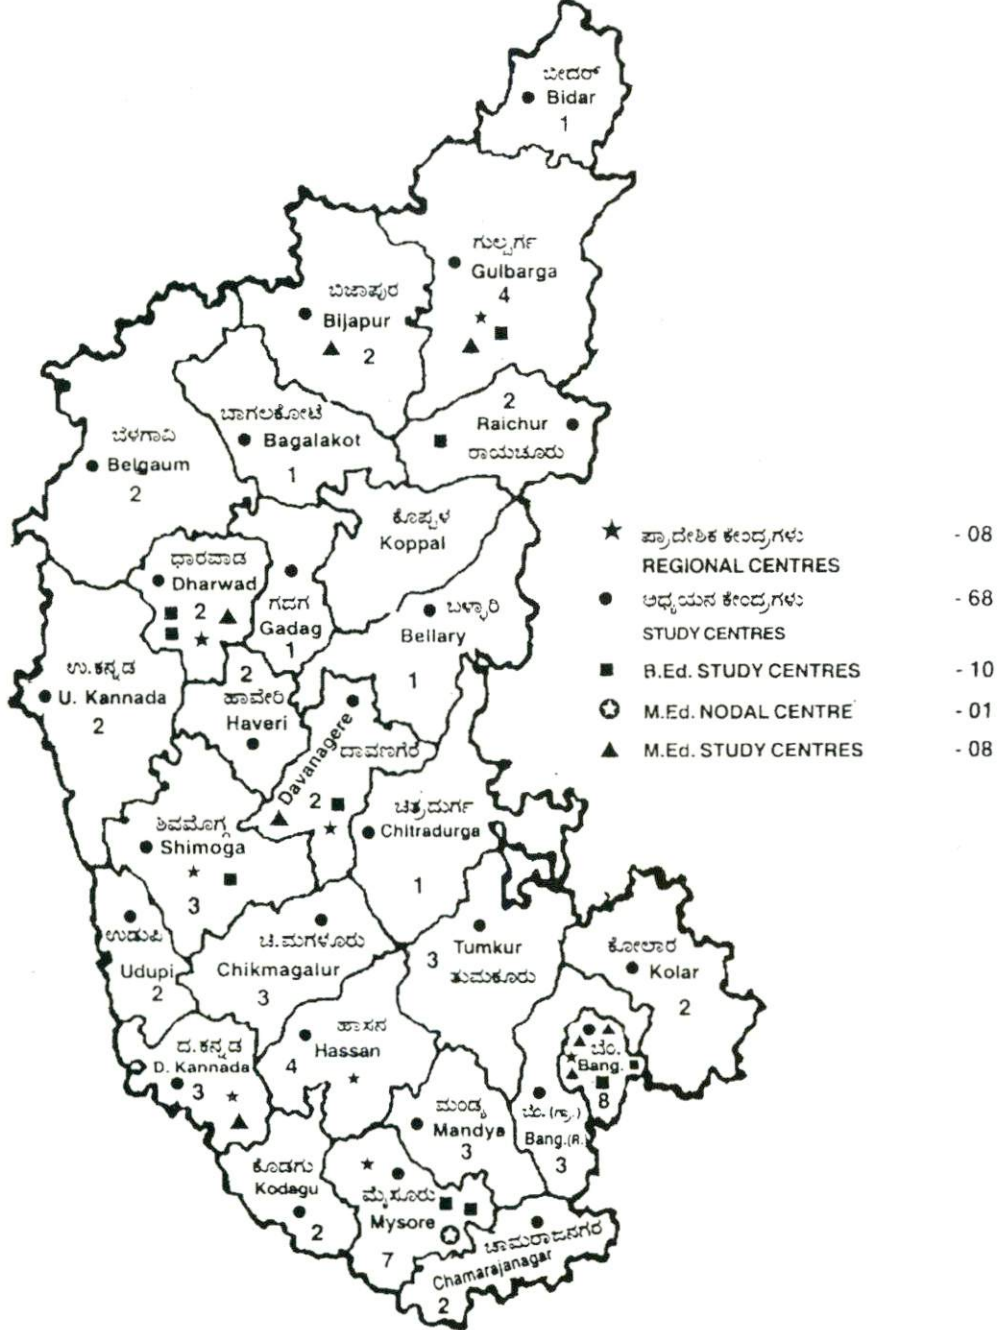 ಬೀದರ್
Bidar
1
ಗುಲ್ಬರ್ಗ
Gulbarga
4
ಬಿಜಾಪುರ
Bijapur
2
2
Raichur
ರಾಯಚೂರು
ಬಾಗಲಕೋಟೆ
Bagalakot
1
ಬೆಳಗಾವಿ
Belgaum
2
ಕೊಪ್ಪಳ
Koppal
ಧಾರವಾಡ
Dharwad
2
ಗದಗ
Gadag
1
ಬಳ್ಳಾರಿ
Bellary
1
ಉ.ಕನ್ನಡ
U. Kannada
2
2
ಹಾವೇರಿ
Haveri
Davanagere
ದಾವಣಗೆರೆ
2
ಚಿತ್ರದುರ್ಗ
Chitradurga
1
ಶಿವಮೊಗ್ಗ
Shimoga
3
ಉಡುಪಿ
Udupi
2
ಚಿ.ಮಗಳೂರು
Chikmagalur
3
3 Tumkur
ತುಮಕೂರು
ಕೋಲಾರ
Kolar
2
ಹಾಸನ
Hassan
4
ದ.ಕನ್ನಡ
D. Kannada
3
ಬೆಂ.
Bang.
8
ಬೆಂ.(ಗ್ರಾ.)
Bang.(R.)
3
ಮಂಡ್ಯ
Mandya
3
ಕೊಡಗು
Kodagu
2
ಮೈಸೂರು
Mysore
7
ಚಾಮರಾಜನಗರ
Chamarajanagar
2
ಪ್ರಾದೇಶಿಕ ಕೇಂದ್ರಗಳು - 08
REGIONAL CENTRES
ಅಧ್ಯಯನ ಕೇಂದ್ರಗಳು - 68
STUDY CENTRES
B.Ed. STUDY CENTRES - 10
M.Ed. NODAL CENTRE - 01
M.Ed. STUDY CENTRES - 08